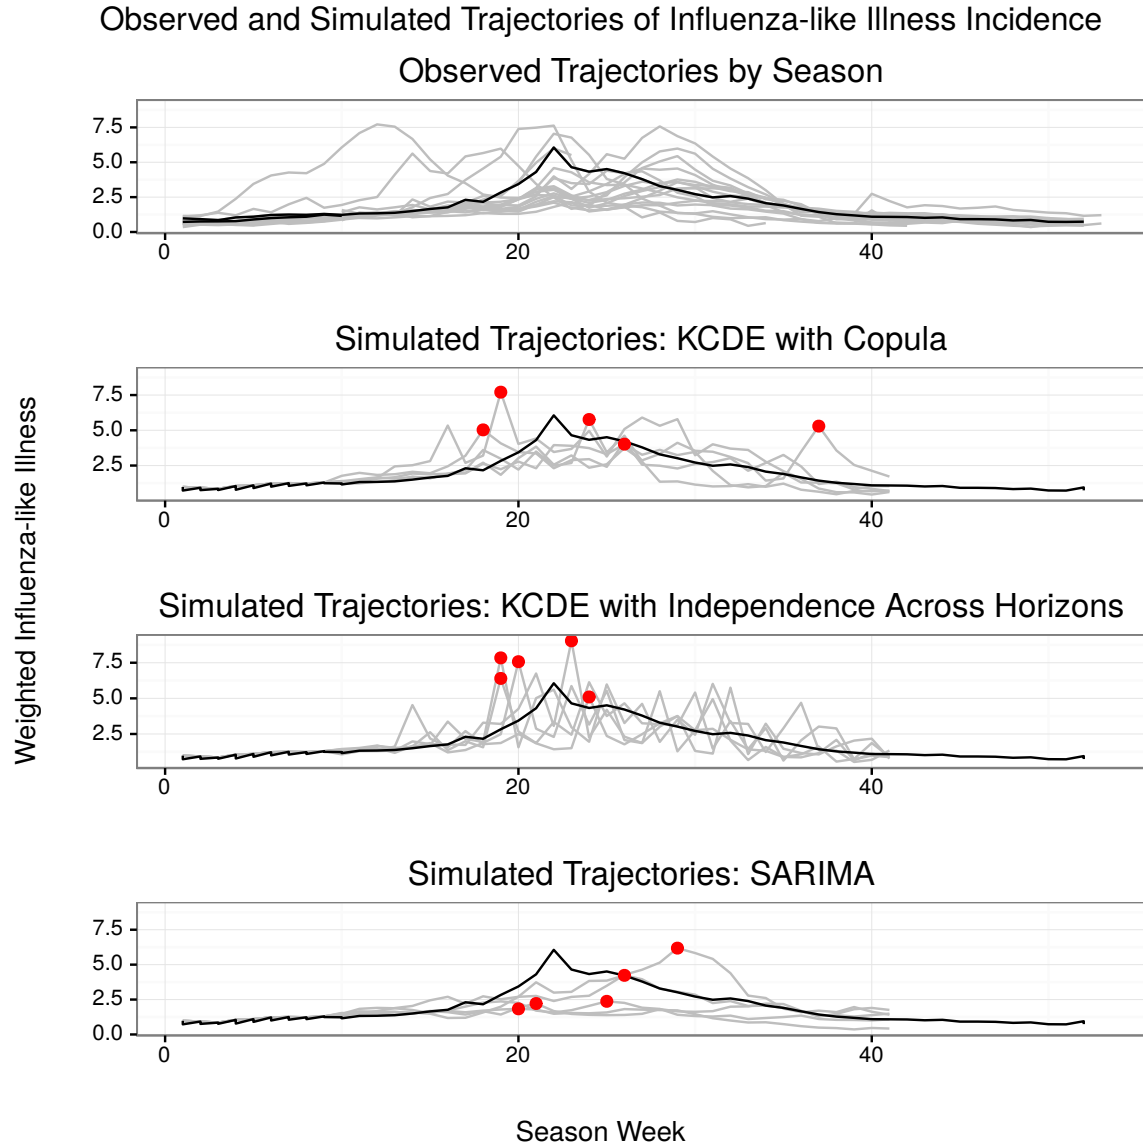 Observed and Simulated Trajectories of Influenza-like Illness Incidence
Observed Trajectories by Season
7.5
5.0
2.5
0.0
0 20 40
Simulated Trajectories: KCDE with Copula
7.5
5.0
2.5
0 20 40
Weighted Influenza-like Illness
Simulated Trajectories: KCDE with Independence Across Horizons
7.5
5.0
2.5
0 20 40
Simulated Trajectories: SARIMA
7.5
5.0
2.5
0.0
0 20 40
Season Week